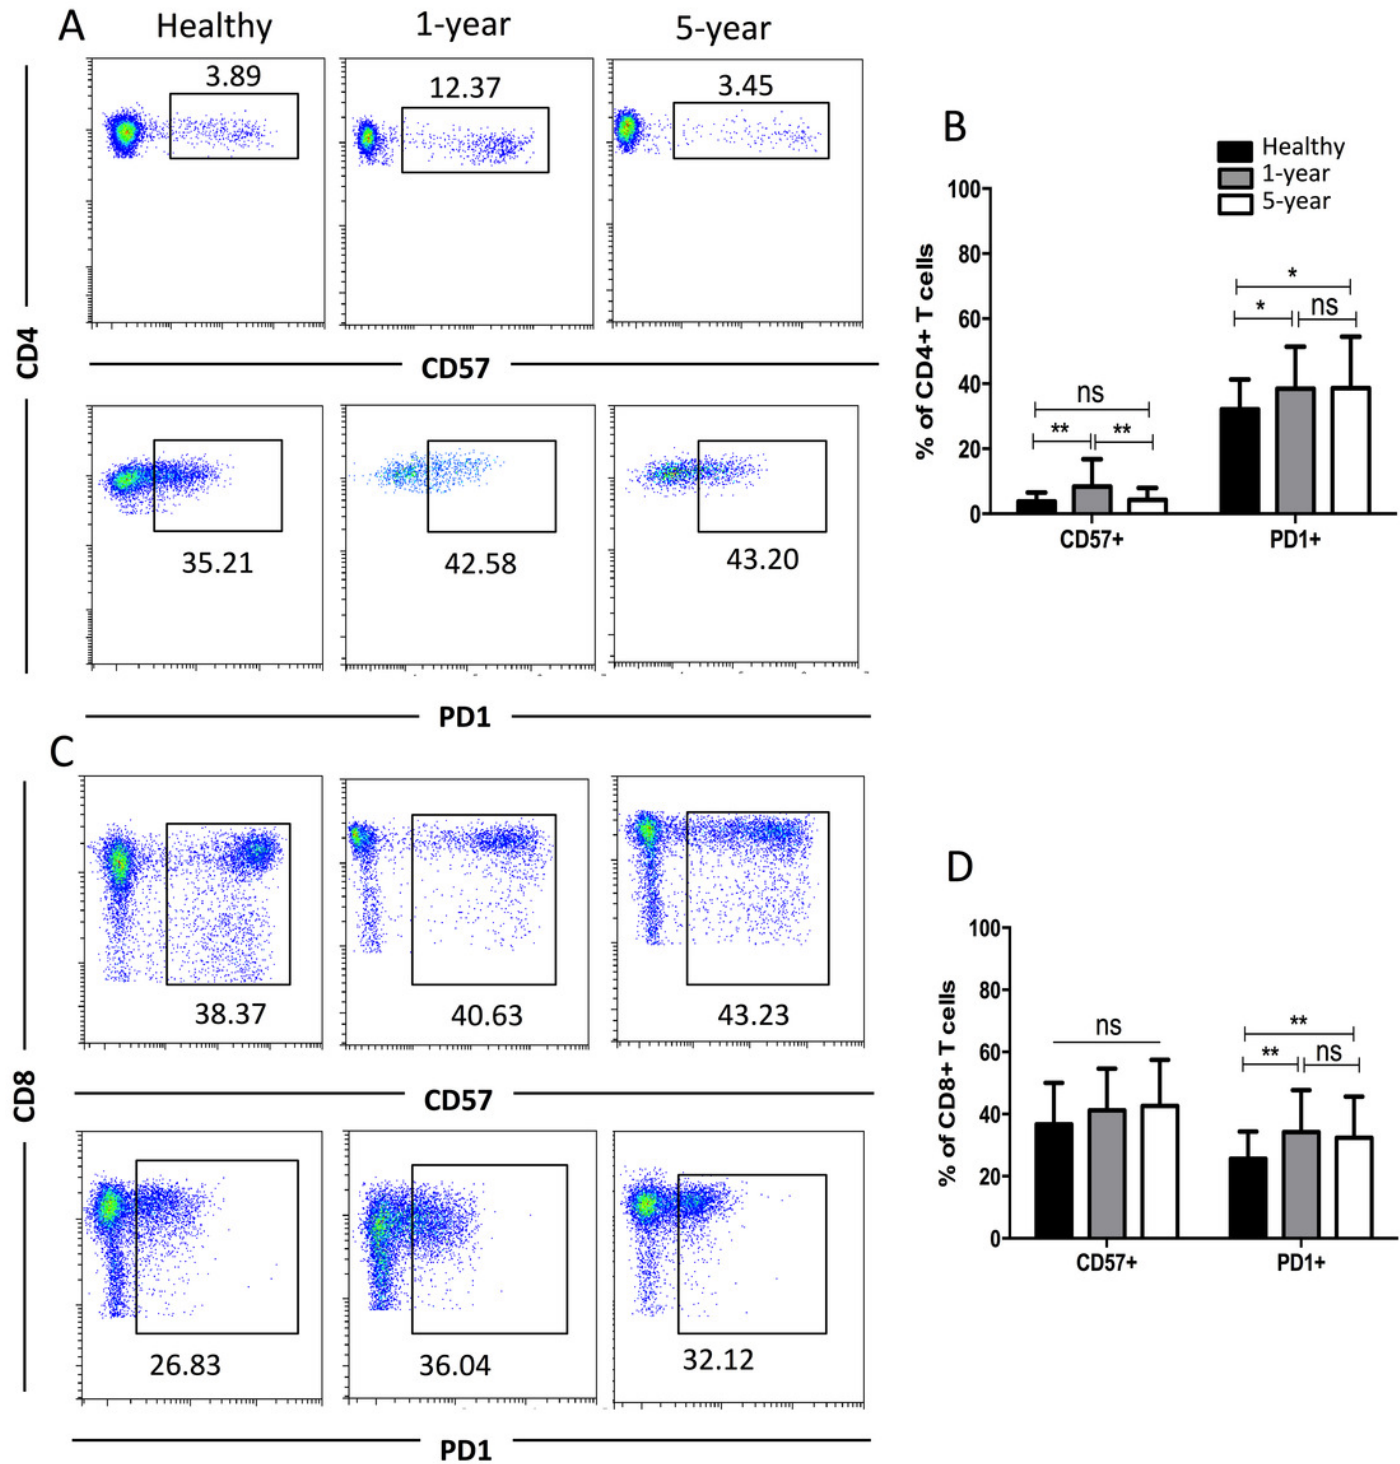 A
Healthy
1-year
5-year
3.89
12.37
3.45
CD4
CD57
35.21
42.58
43.20
PD1
B
Healthy
1-year
5-year
% of CD4+ T cells
100
80
60
40
20
0
ns
** **
*
* ns
CD57+
PD1+
C
38.37
40.63
43.23
CD8
CD57
26.83
36.04
32.12
PD1
D
% of CD8+ T cells
100
80
60
40
20
0
ns
**
** ns
CD57+
PD1+